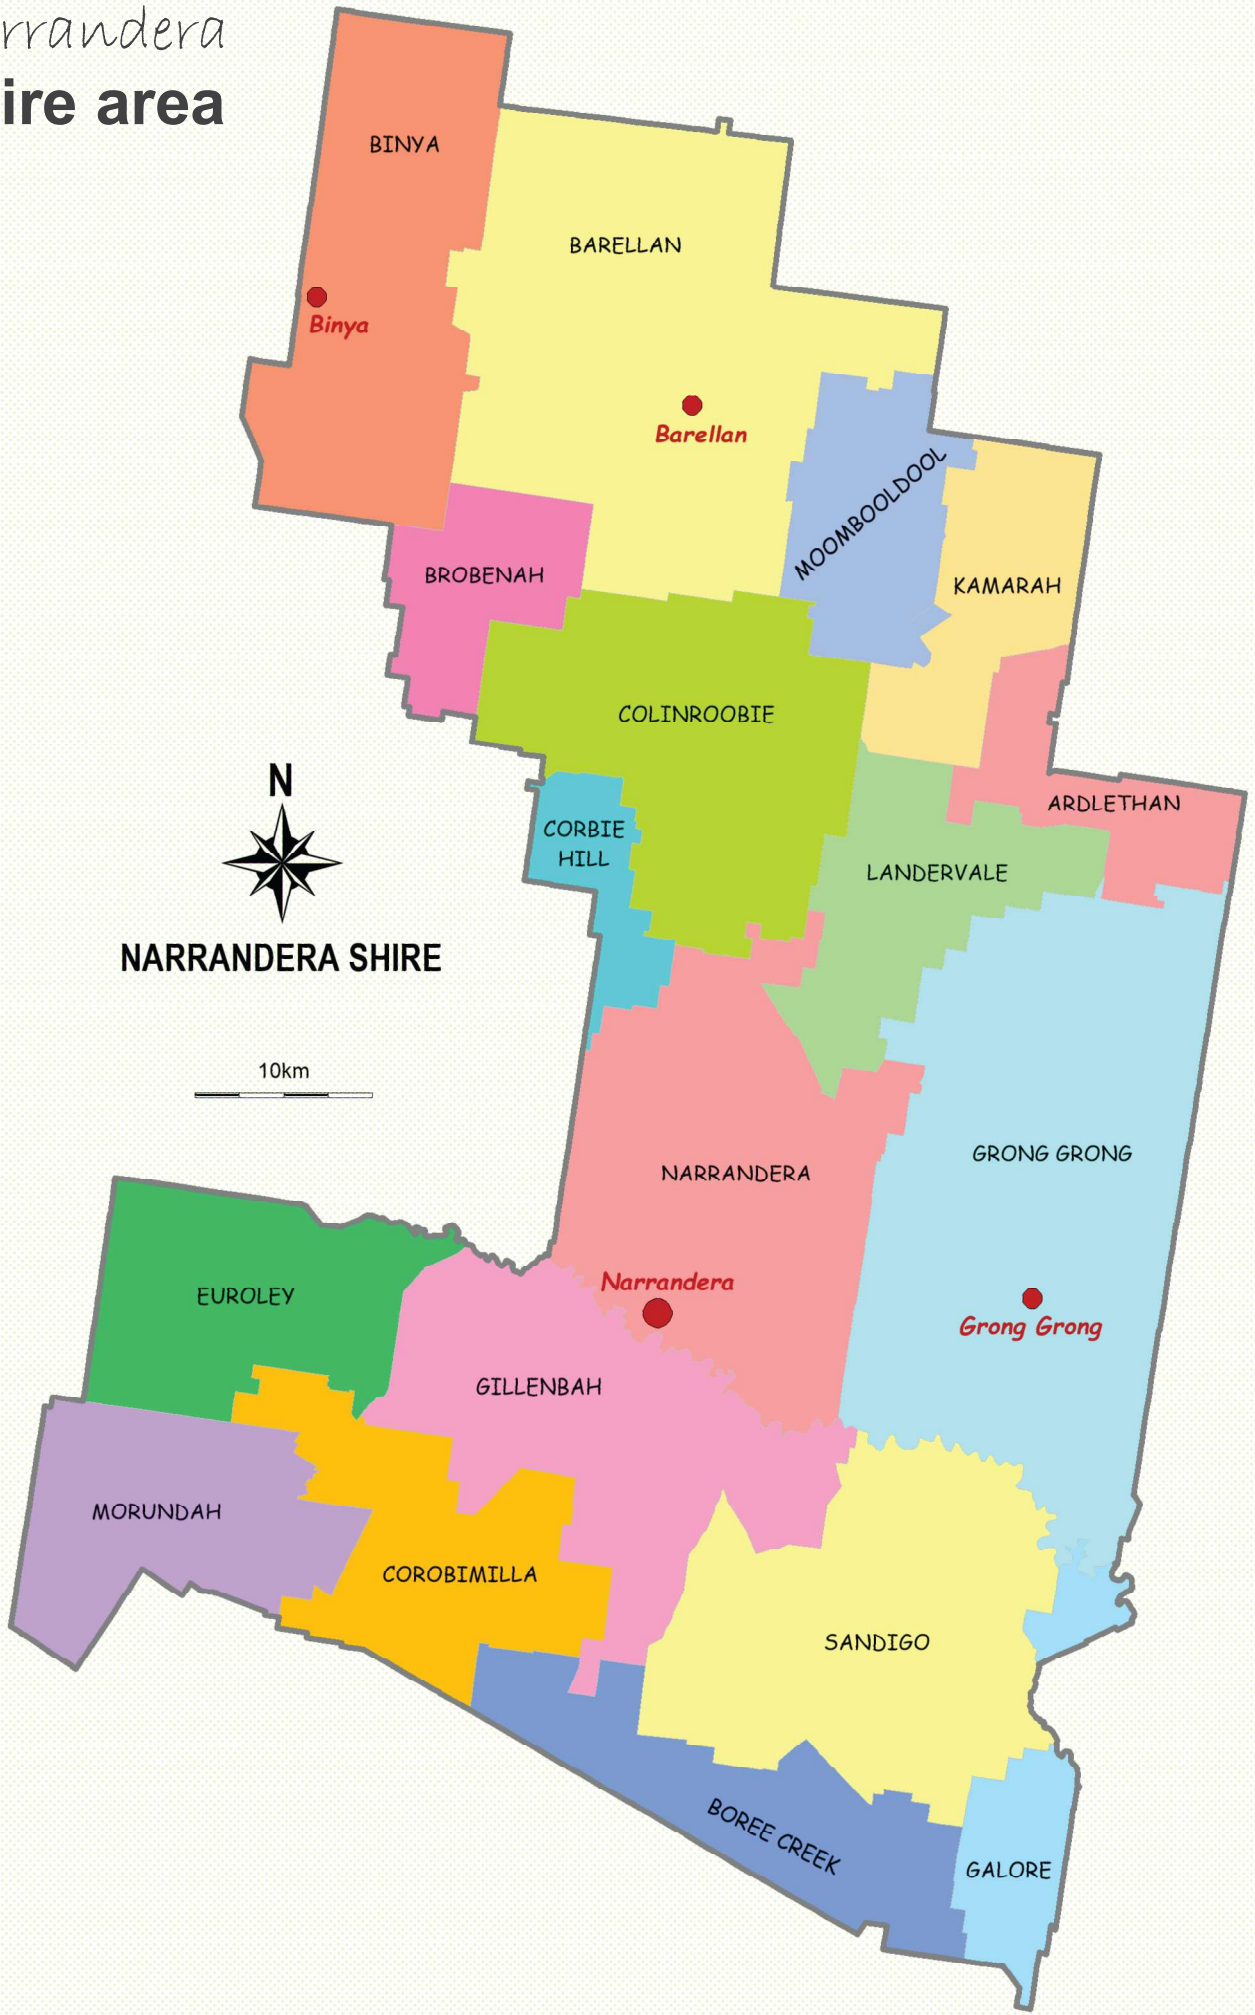 rrandera
ire area
BINYA
BARELLAN
Binya
Barellan
MOOMBOOLDOOL
BROBENAH
KAMARAH
COLINROOBIE
N
ARDLETHAN
CORBIE
HILL
LANDERVALE
NARRANDERA SHIRE
10km
GRONG GRONG
NARRANDERA
Narrandera
EUROLEY
Grong Grong
GILLENBAH
MORUNDAH
COROBIMILLA
SANDIGO
BOREE CREEK
GALORE